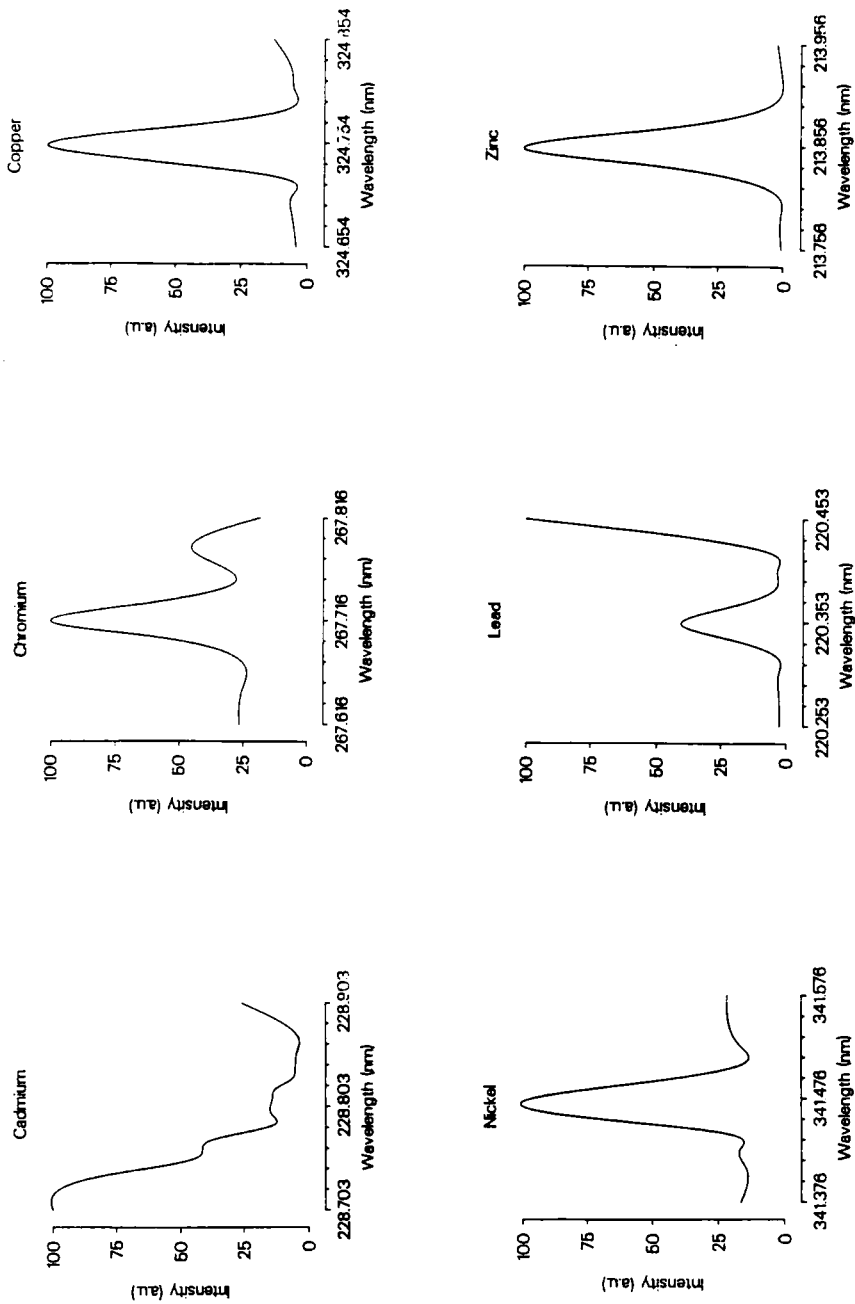 Cadmium
Intensity (a.u.)
100
75
50
25
0
228.703
228.803
228.903
Wavelength (nm)
Chromium
Intensity (a.u.)
100
75
50
25
0
267.616
267.716
267.816
Wavelength (nm)
Copper
Intensity (a.u.)
100
75
50
25
0
324.654
324.754
324.854
Wavelength (nm)
Nickel
Intensity (a.u.)
100
75
50
25
0
341.376
341.476
341.576
Wavelength (nm)
Lead
Intensity (a.u.)
100
75
50
25
0
220.253
220.353
220.453
Wavelength (nm)
Zinc
Intensity (a.u.)
100
75
50
25
0
213.756
213.856
213.956
Wavelength (nm)